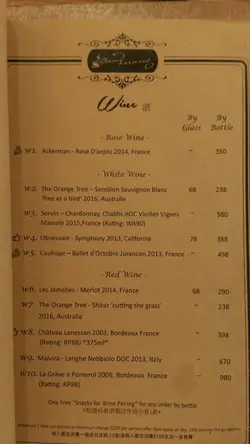 Wine 酒
By Glass
By Bottle
- Rosé Wine -
W1. Ackerman - Rosé D'anjou 2014, France ~ 350
- White Wine -
W2. The Orange Tree – Semillon Sauvignon Blanc 68 238
'free as a bird' 2016, Australia
W3. Servin – Chardonnay, Chablis AOC Vieilles Vignes ~ 580
Massale 2015, France (Rating: WA90)
W4. Obsession - Symphony 2013, California 78 388
W5. Cauhope – Ballet d'Octobre Jurancon 2013, France ~ 498
- Red Wine -
W6. Les Jamelles - Merlot 2014, France 68 290
W7. The Orange Tree - Shiraz 'cutting the grass' 238
2016, Australia
W8. Château Lanessan 2003, Bordeaux France ~ 398
(Rating: RP88) *375ml*
W9. Mauvra - Langhe Nebbiolo DOC 2013, Italy ~ 670
W10. La Grave à Pomerol 2006, Bordeaux France ~ 980
(Rating: RP88)
One Free "Snacks for Wine Pairing" for any order by bottle